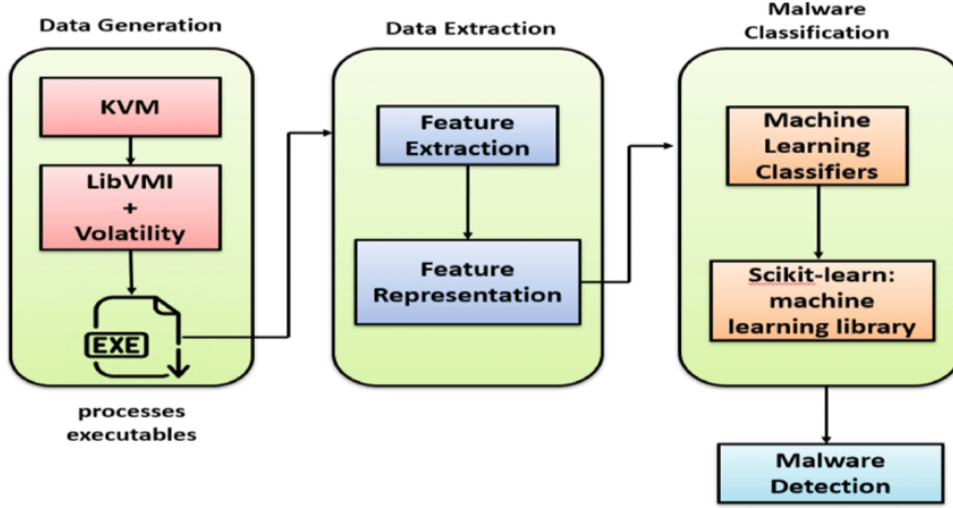 Data Generation
KVM
LibVMI
+
Volatility
EXE
processes
executables
Data Extraction
Feature
Extraction
Feature
Representation
Malware
Classification
Machine
Learning
Classifiers
Scikit-learn:
machine
learning library
Malware
Detection